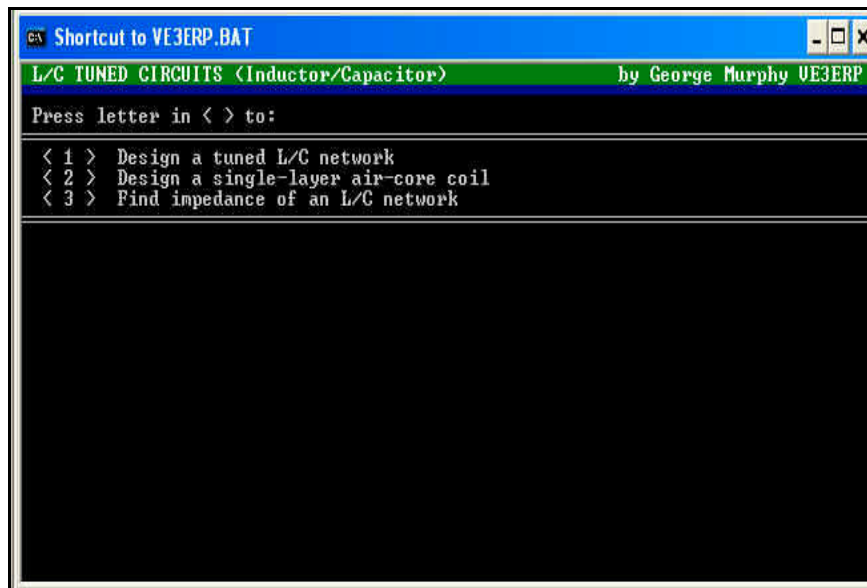 Shortcut to VE3ERP.BAT
L/C TUNED CIRCUITS (Inductor/Capacitor) by George Murphy VE3ERP
Press letter in < > to:
< 1 > Design a tuned L/C network
< 2 > Design a single-layer air-core coil
< 3 > Find impedance of an L/C network